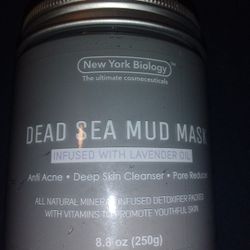 New York Biology™
The ultimate cosmeceuticals
DEAD SEA MUD MASK
INFUSED WITH LAVENDER OIL
Anti Acne • Deep Skin Cleanser • Pore Reducer
ALL NATURAL MINERAL INFUSED DETOXIFIER PACKED
WITH VITAMINS TO PROMOTE YOUTHFUL SKIN
8.8 oz (250g)